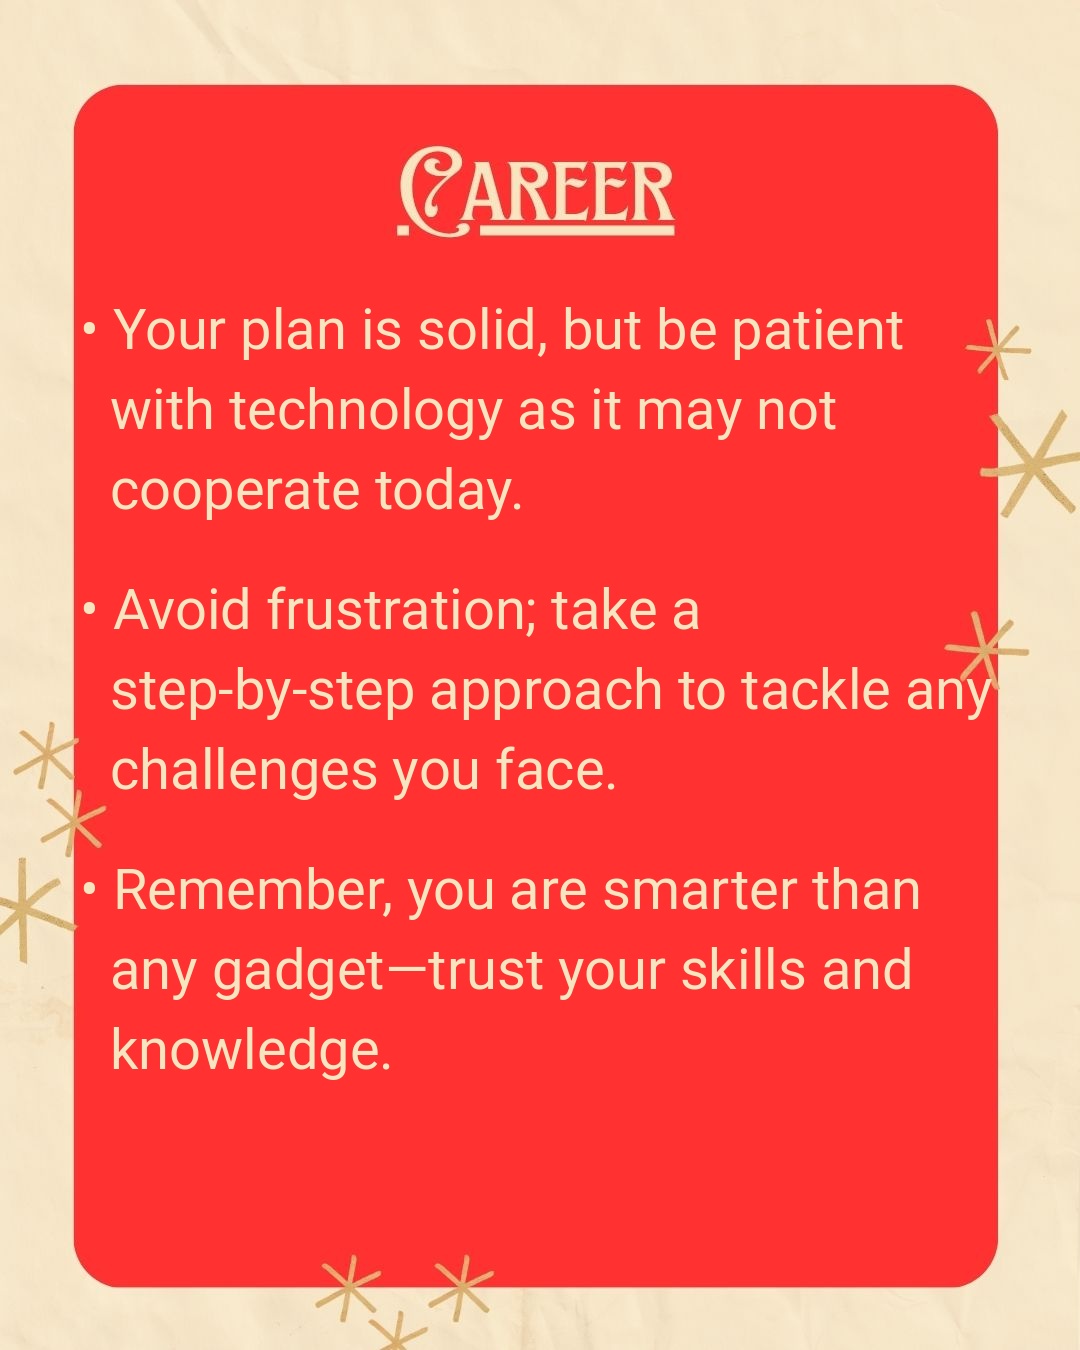 CAREER
• Your plan is solid, but be patient
with technology as it may not
cooperate today.
• Avoid frustration; take a
step-by-step approach to tackle any
challenges you face.
• Remember, you are smarter than
any gadget—trust your skills and
knowledge.